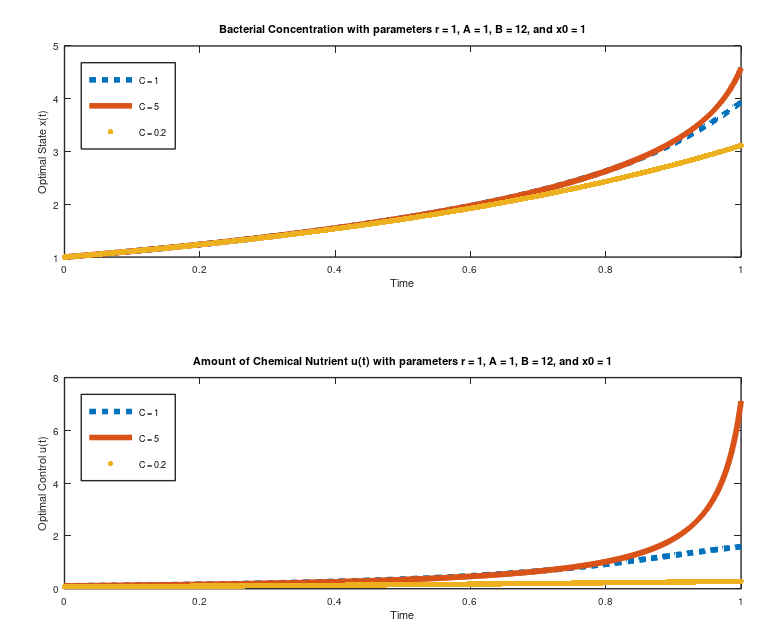 Bacterial Concentration with parameters r = 1, A = 1, B = 12, and x0 = 1
5
4
3
2
1
Optimal State x(t)
C = 1
C = 5
C = 0.2
0 0.2 0.4 0.6 0.8 1
Time
Amount of Chemical Nutrient u(t) with parameters r = 1, A = 1, B = 12, and x0 = 1
8
6
4
2
0
Optimal Control u(t)
C = 1
C = 5
C = 0.2
0 0.2 0.4 0.6 0.8 1
Time